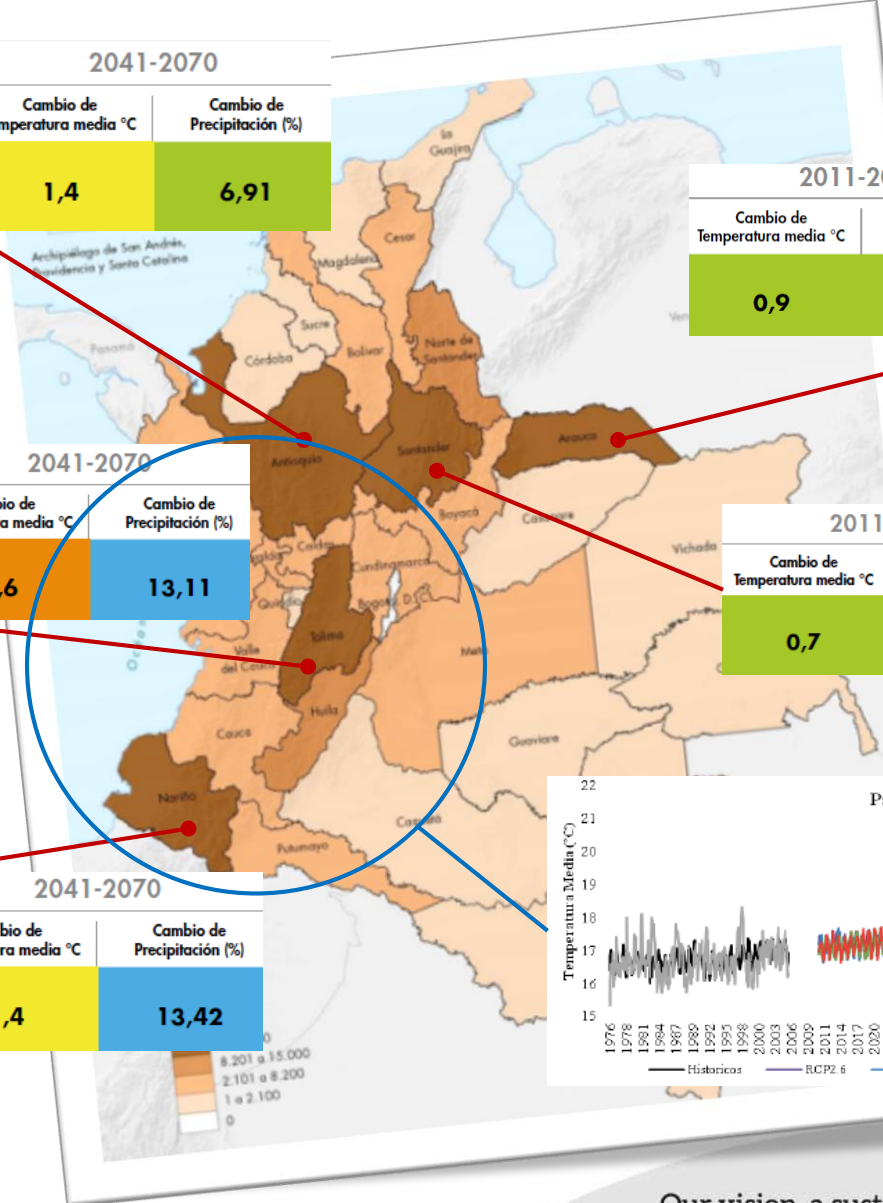 2041-2070
Cambio de
mperatura media °C
Cambio de
Precipitación (%)
1,4
6,91
2011-20
Cambio de
Temperatura media °C
0,9
La
Guajira
Archipiélago de San Andrés,
Providencia y Santa Catalina
Magdalena
Cesar
Panamá
Sucre
Córdoba
Bolívar
Norte de
Santander
Ven
Antioquia
Santander
Arauca
2041-2070
bio de
a media °C
Cambio de
Precipitación (%)
,6
13,11
Boyacá
Casanare
Vichada
Caldas
Cundinamarca
Quindío
Bogotá, D.C.
Tolima
Valle
del Cauca
Meta
2011
Cambio de
Temperatura media °C
0,7
Huila
Cauca
Guaviare
Nariño
Caquetá
Putumayo
2041-2070
bio de
ra media °C
Cambio de
Precipitación (%)
,4
13,42
0
8.201 a 15.000
2.101 a 8.200
1 a 2.100
0
Temperatura Media (°C)
22
21
20
19
18
17
16
15
1976
1978
1981
1984
1987
1989
1992
1995
1998
2000
2003
2006
2009
2011
2014
2017
2020
Historicos
RCP2.6
Our vision, a sust